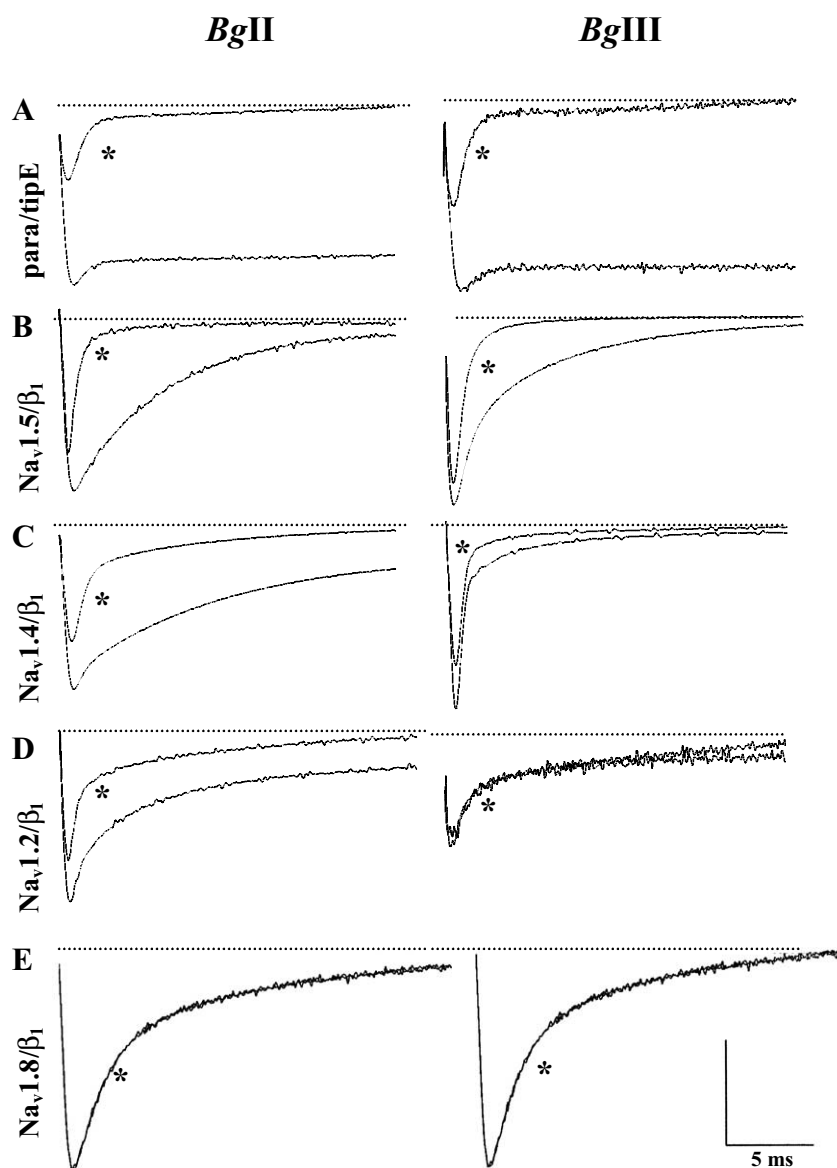 BgII BgIII
A
para/tipE
*
*
B
Naᵥ1.5/β₁
*
*
C
Naᵥ1.4/β₁
*
*
D
Naᵥ1.2/β₁
*
*
E
Naᵥ1.8/β₁
*
*
5 ms